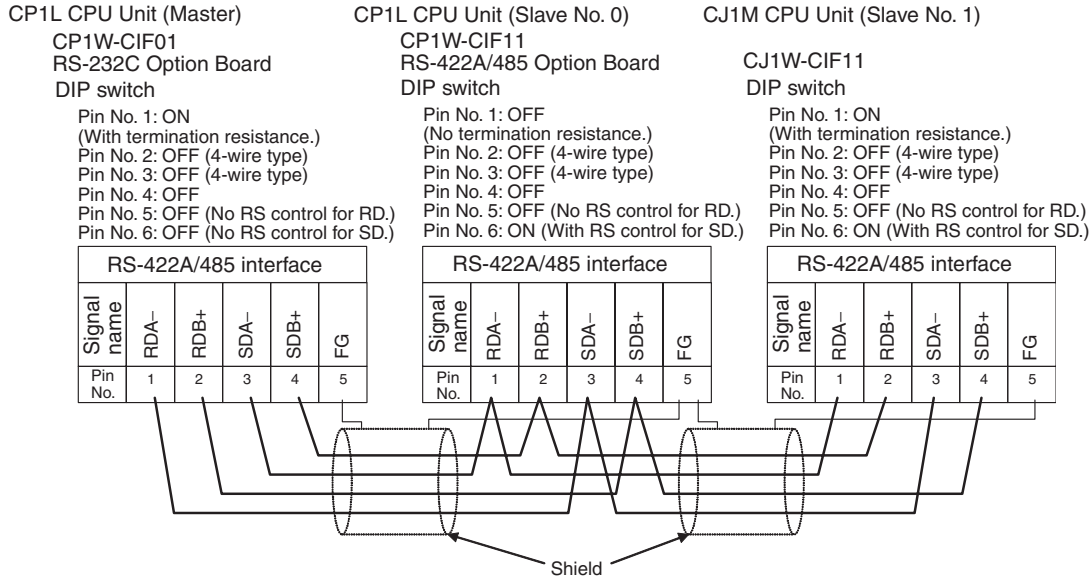 CP1L CPU Unit (Master)
CP1W-CIF01
RS-232C Option Board
DIP switch
Pin No. 1: ON
(With termination resistance.)
Pin No. 2: OFF (4-wire type)
Pin No. 3: OFF (4-wire type)
Pin No. 4: OFF
Pin No. 5: OFF (No RS control for RD.)
Pin No. 6: OFF (No RS control for SD.)
RS-422A/485 interface
Signal name
RDA−
RDB+
SDA−
SDB+
FG
Pin No.
1
2
3
4
5
CP1L CPU Unit (Slave No. 0)
CP1W-CIF11
RS-422A/485 Option Board
DIP switch
Pin No. 1: OFF
(No termination resistance.)
Pin No. 2: OFF (4-wire type)
Pin No. 3: OFF (4-wire type)
Pin No. 4: OFF
Pin No. 5: OFF (No RS control for RD.)
Pin No. 6: ON (With RS control for SD.)
RS-422A/485 interface
Signal name
RDA−
RDB+
SDA−
SDB+
FG
Pin No.
1
2
3
4
5
CJ1M CPU Unit (Slave No. 1)
CJ1W-CIF11
DIP switch
Pin No. 1: ON
(With termination resistance.)
Pin No. 2: OFF (4-wire type)
Pin No. 3: OFF (4-wire type)
Pin No. 4: OFF
Pin No. 5: OFF (No RS control for RD.)
Pin No. 6: ON (With RS control for SD.)
RS-422A/485 interface
Signal name
RDA−
RDB+
SDA−
SDB+
FG
Pin No.
1
2
3
4
5
Shield